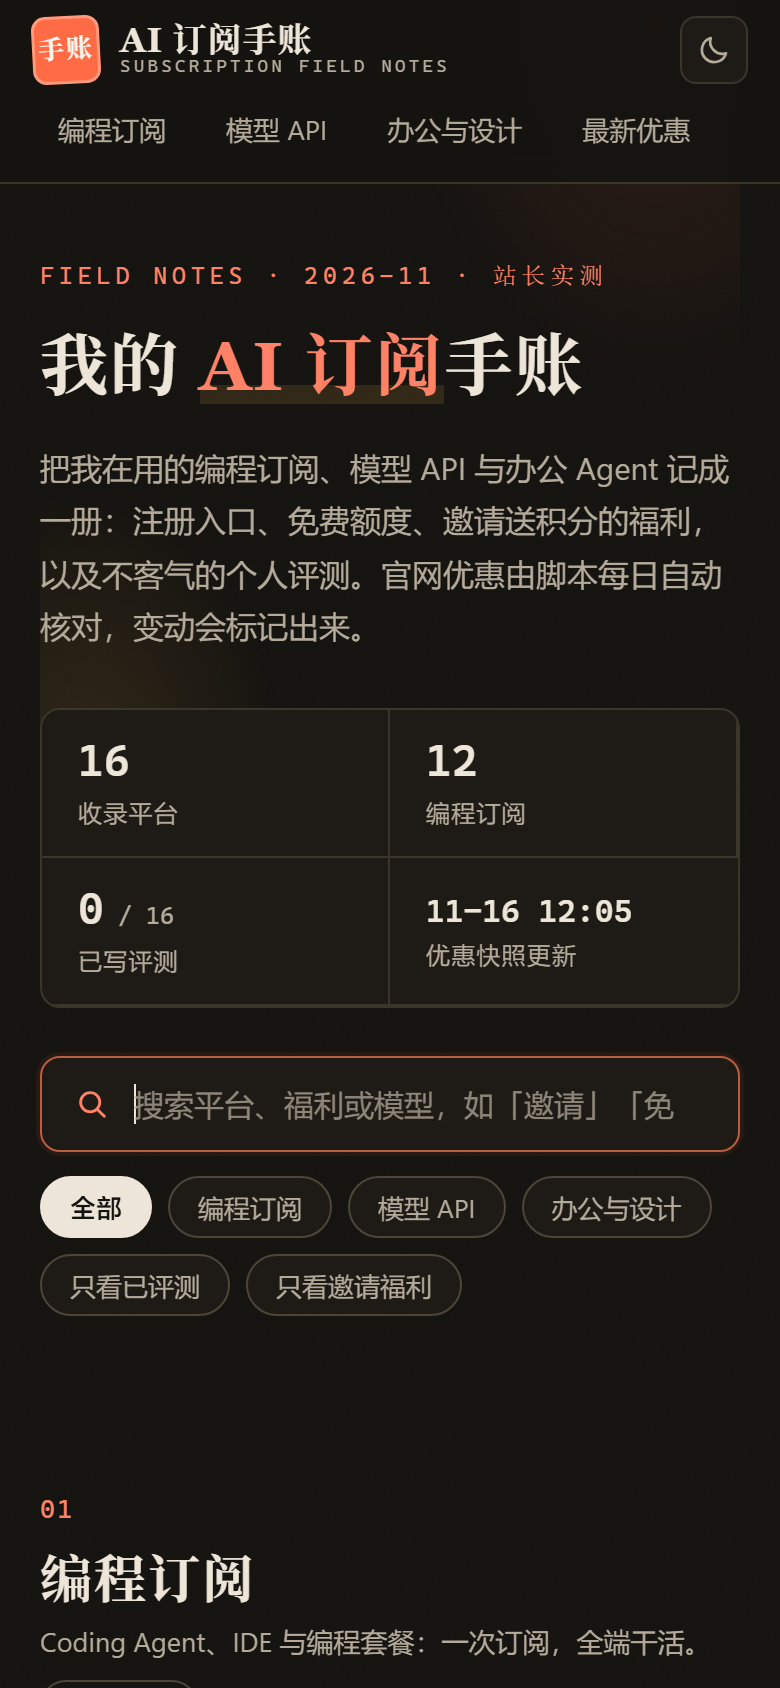 手账
AI 订阅手账
SUBSCRIPTION FIELD NOTES
编程订阅 模型 API 办公与设计 最新优惠
FIELD NOTES · 2026-11 · 站长实测
我的 AI 订阅手账
把我在用的编程订阅、模型 API 与办公 Agent 记成
一册：注册入口、免费额度、邀请送积分的福利，
以及不客气的个人评测。官网优惠由脚本每日自动
核对，变动会标记出来。
16
收录平台
12
编程订阅
0 / 16
已写评测
11-16 12:05
优惠快照更新
搜索平台、福利或模型，如「邀请」「免
全部 编程订阅 模型 API 办公与设计
只看已评测 只看邀请福利
01
编程订阅
Coding Agent、IDE 与编程套餐：一次订阅，全端干活。